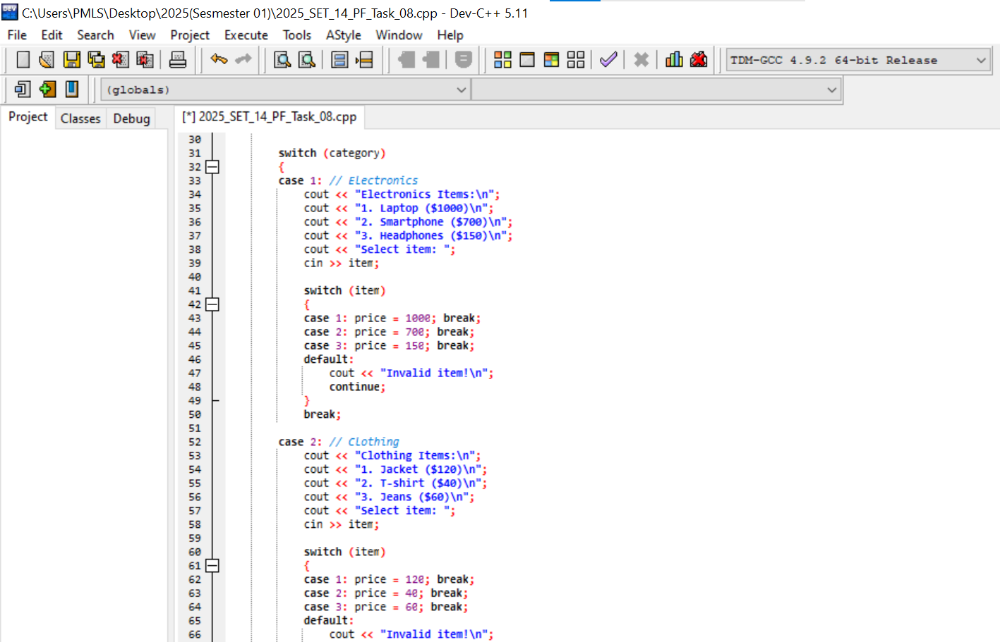 DEV
C:\Users\PMLS\Desktop\2025(Sesmester 01)\2025_SET_14_PF_Task_08.cpp - Dev-C++ 5.11
File Edit Search View Project Execute Tools AStyle Window Help
TDM-GCC 4.9.2 64-bit Release
(globals)
Project Classes Debug
[*] 2025_SET_14_PF_Task_08.cpp
30
31 switch (category)
32 {
33 case 1: // Electronics
34 cout << "Electronics Items:\n";
35 cout << "1. Laptop ($1000)\n";
36 cout << "2. Smartphone ($700)\n";
37 cout << "3. Headphones ($150)\n";
38 cout << "Select item: ";
39 cin >> item;
40
41 switch (item)
42 {
43 case 1: price = 1000; break;
44 case 2: price = 700; break;
45 case 3: price = 150; break;
46 default:
47 cout << "Invalid item!\n";
48 continue;
49 }
50 break;
51
52 case 2: // Clothing
53 cout << "Clothing Items:\n";
54 cout << "1. Jacket ($120)\n";
55 cout << "2. T-shirt ($40)\n";
56 cout << "3. Jeans ($60)\n";
57 cout << "Select item: ";
58 cin >> item;
59
60 switch (item)
61 {
62 case 1: price = 120; break;
63 case 2: price = 40; break;
64 case 3: price = 60; break;
65 default:
66 cout << "Invalid item!\n";